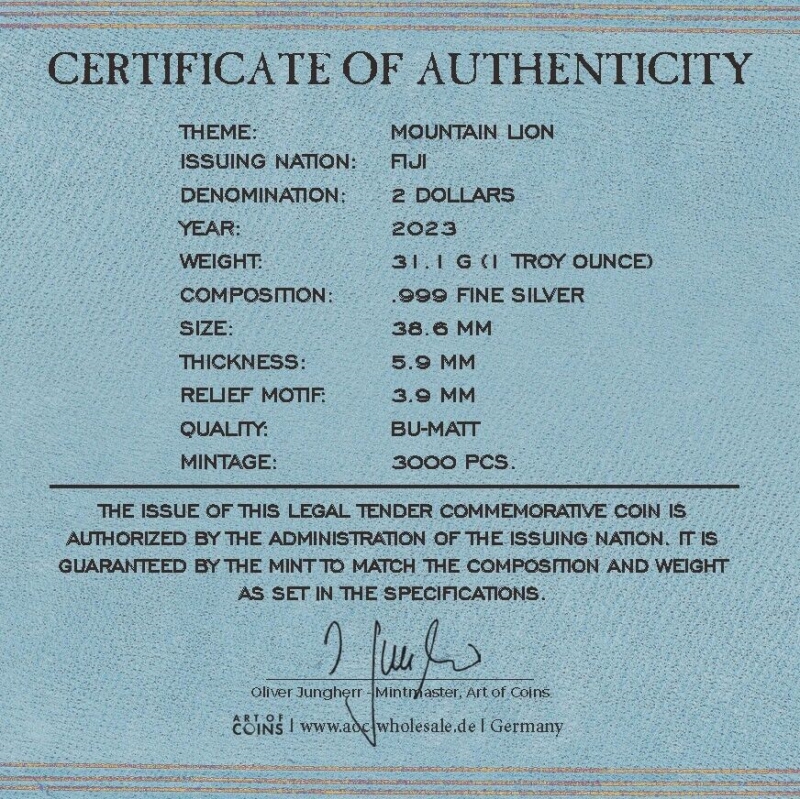 CERTIFICATE OF AUTHENTICITY
THEME: MOUNTAIN LION
ISSUING NATION: FIJI
DENOMINATION: 2 DOLLARS
YEAR: 2023
WEIGHT: 31.1 G (1 TROY OUNCE)
COMPOSITION: .999 FINE SILVER
SIZE: 38.6 MM
THICKNESS: 5.9 MM
RELIEF MOTIF: 3.9 MM
QUALITY: BU-MATT
MINTAGE: 3000 PCS.
THE ISSUE OF THIS LEGAL TENDER COMMEMORATIVE COIN IS
AUTHORIZED BY THE ADMINISTRATION OF THE ISSUING NATION. IT IS
GUARANTEED BY THE MINT TO MATCH THE COMPOSITION AND WEIGHT
AS SET IN THE SPECIFICATIONS.
Oliver Jungherr - Mintmaster, Art of Coins
ART OF COINS | www.aoc-wholesale.de | Germany